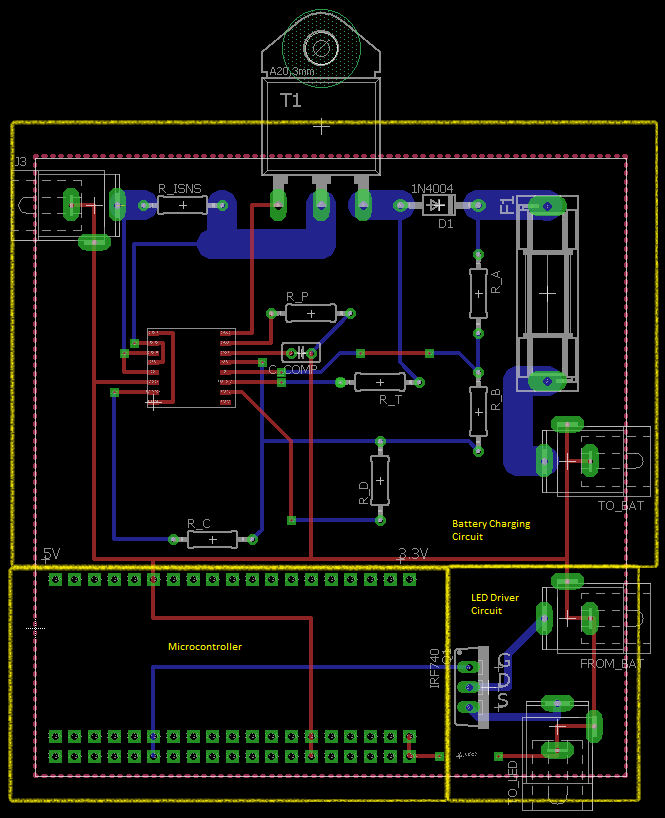 A20,3mm
T1
J3
R_ISNS
1N4004
D1
F1
R_A
R_P
C_COMP
R_T
R_B
R_D
TO_BAT
R_C
Battery Charging
Circuit
5V
3.3V
LED Driver
Circuit
Microcontroller
FROM_BAT
IRF740
Q1
G
D
S
TO_LED